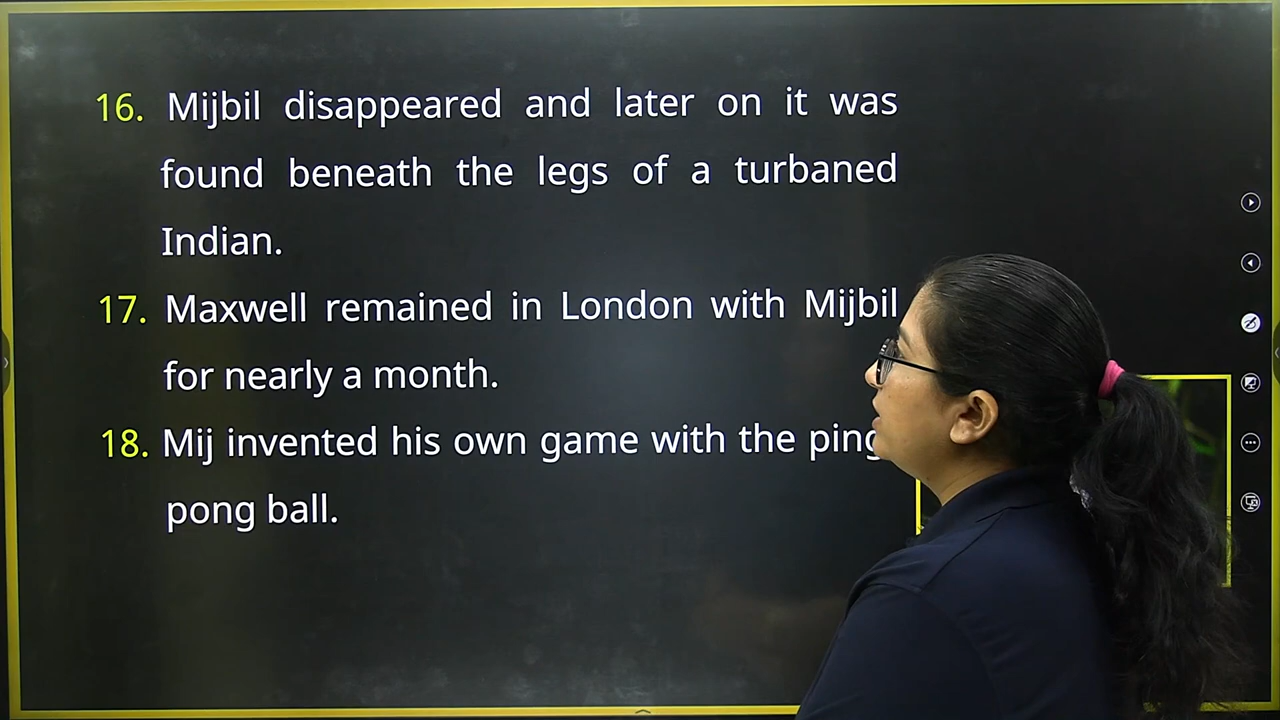 16. Mijbil disappeared and later on it was
found beneath the legs of a turbaned
Indian.
17. Maxwell remained in London with Mijbil
for nearly a month.
18. Mij invented his own game with the ping
pong ball.